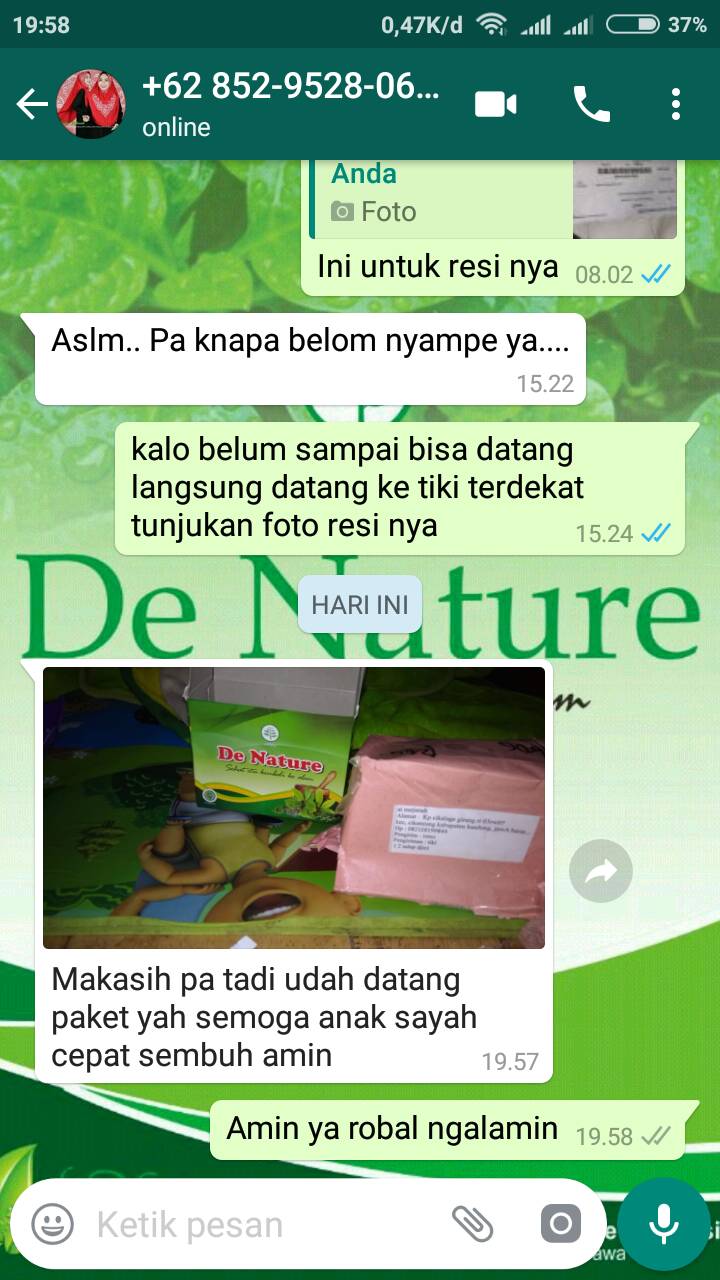 19:58
0,47K/d
37%
+62 852-9528-06...
online
Anda
Foto
Ini untuk resi nya 08.02
Aslm.. Pa knapa belom nyampe ya....
15.22
kalo belum sampai bisa datang
langsung datang ke tiki terdekat
tunjukan foto resi nya 15.24
De Nature
HARI INI
De Nature
Makasih pa tadi udah datang
paket yah semoga anak sayah
cepat sembuh amin 19.57
Amin ya robal ngalamin 19.58
Ketik pesan